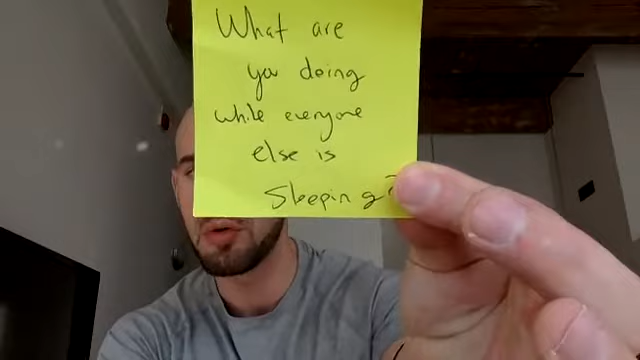 What are
you doing
while everyone
else is
sleeping?